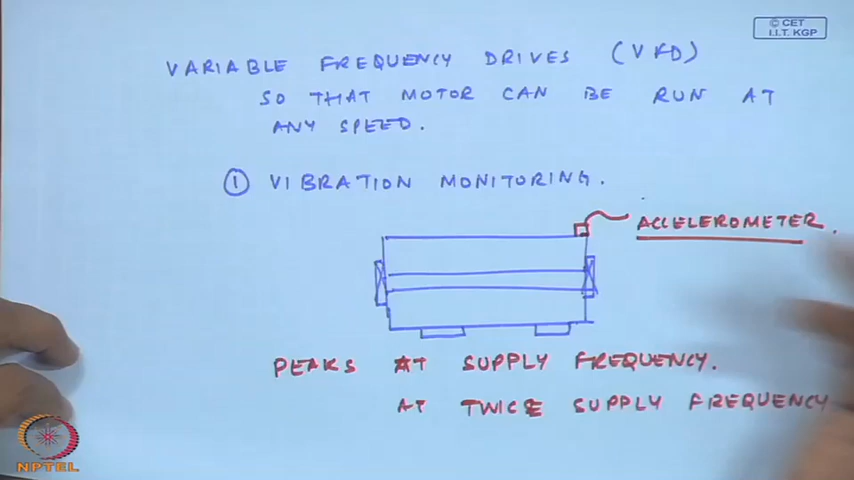 © CET
I.I.T. KGP
VARIABLE FREQUENCY DRIVES (VFD)
SO THAT MOTOR CAN BE RUN AT
ANY SPEED.
① VIBRATION MONITORING.
ACCELEROMETER.
PEAKS AT SUPPLY FREQUENCY.
AT TWICE SUPPLY FREQUENCY
NPTEL